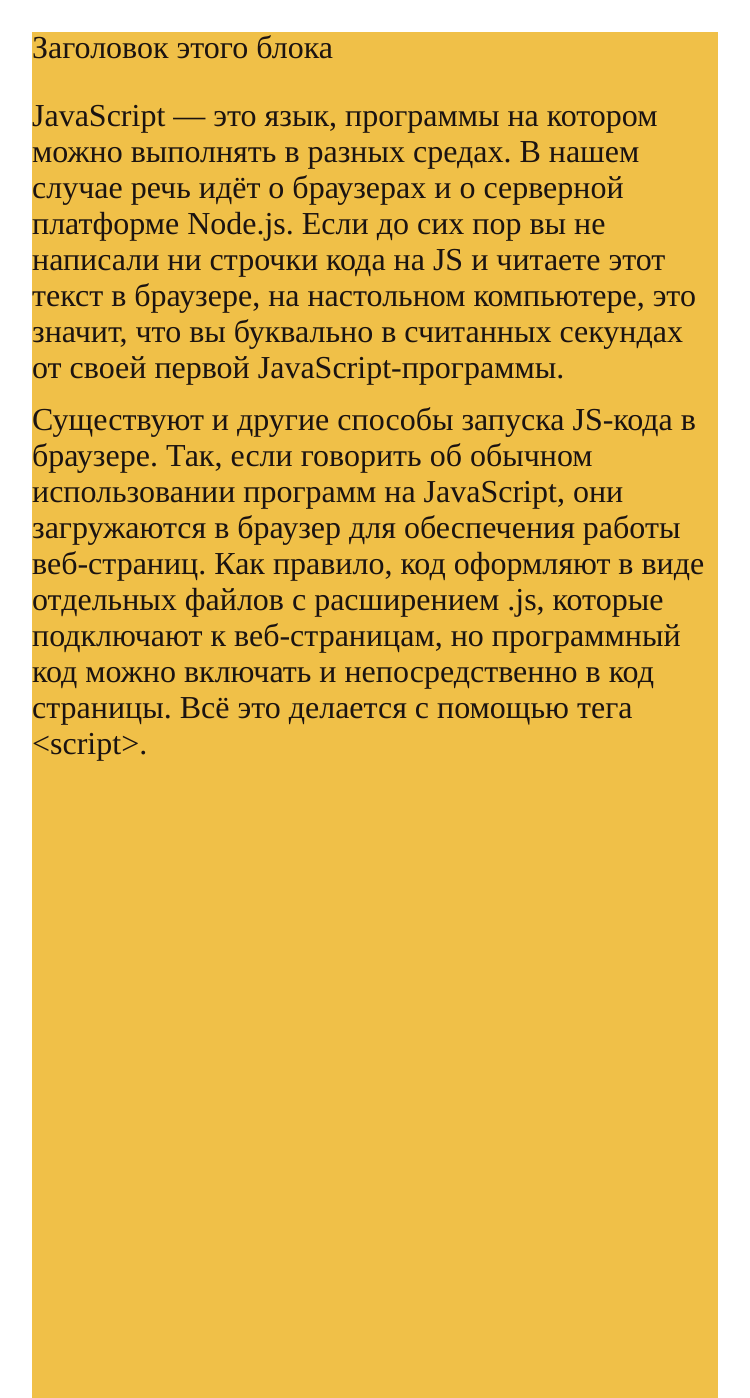 Заголовок этого блока
JavaScript — это язык, программы на котором
можно выполнять в разных средах. В нашем
случае речь идёт о браузерах и о серверной
платформе Node.js. Если до сих пор вы не
написали ни строчки кода на JS и читаете этот
текст в браузере, на настольном компьютере, это
значит, что вы буквально в считанных секундах
от своей первой JavaScript-программы.
Существуют и другие способы запуска JS-кода в
браузере. Так, если говорить об обычном
использовании программ на JavaScript, они
загружаются в браузер для обеспечения работы
веб-страниц. Как правило, код оформляют в виде
отдельных файлов с расширением .js, которые
подключают к веб-страницам, но программный
код можно включать и непосредственно в код
страницы. Всё это делается с помощью тега
&lt;script&gt;.